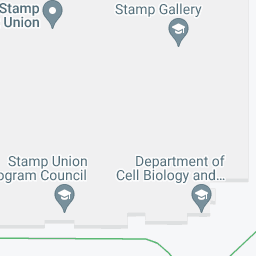 Stamp
Union
Stamp Gallery
Stamp Union
ogram Council
Department of
Cell Biology and...